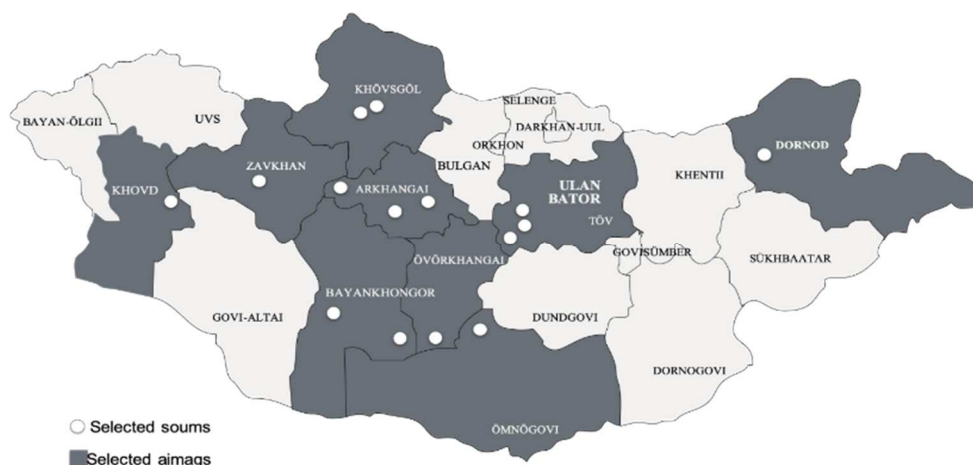 KHÖVSGÖL
SELENGE
BAYAN-ÖLGII
UVS
DARKHAN-UUL
ORKHON
DORNOD
BULGAN
ZAVKHAN
KHENTII
KHOVD
ARKHANGAI
ULAN
BATOR
TÖV
GOVISÜMBER
ÖVÖRKHANGAI
SÜKHBAATAR
BAYANKHONGOR
GOVI-ALTAI
DUNDGOVI
DORNOGOVI
ÖMNÖGOVI
Selected soums
Selected aimags